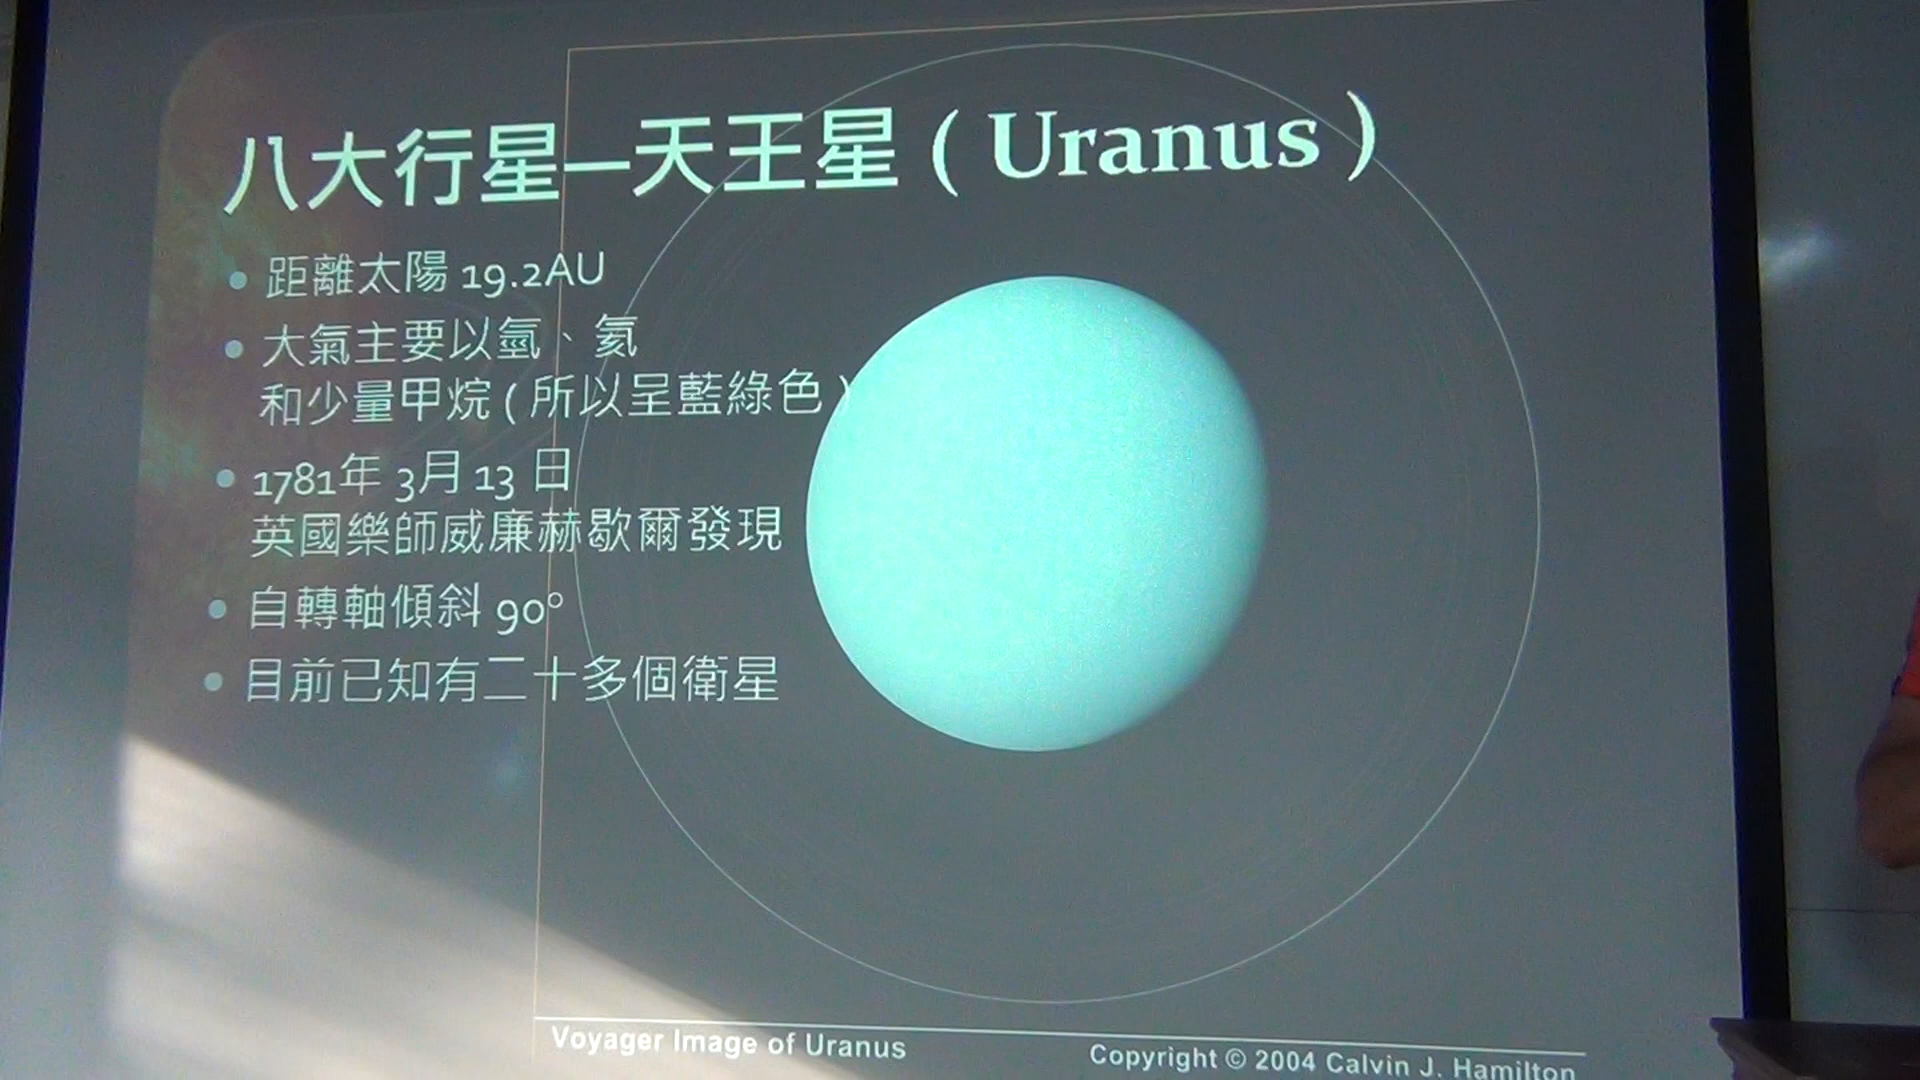 八大行星—天王星 ( Uranus )
• 距離太陽 19.2AU
• 大氣主要以氫、氦
和少量甲烷 ( 所以呈藍綠色 )
• 1781年 3月 13 日
英國樂師威廉赫歇爾發現
• 自轉軸傾斜 90°
• 目前已知有二十多個衛星
Voyager Image of Uranus
Copyright © 2004 Calvin J. Hamilton